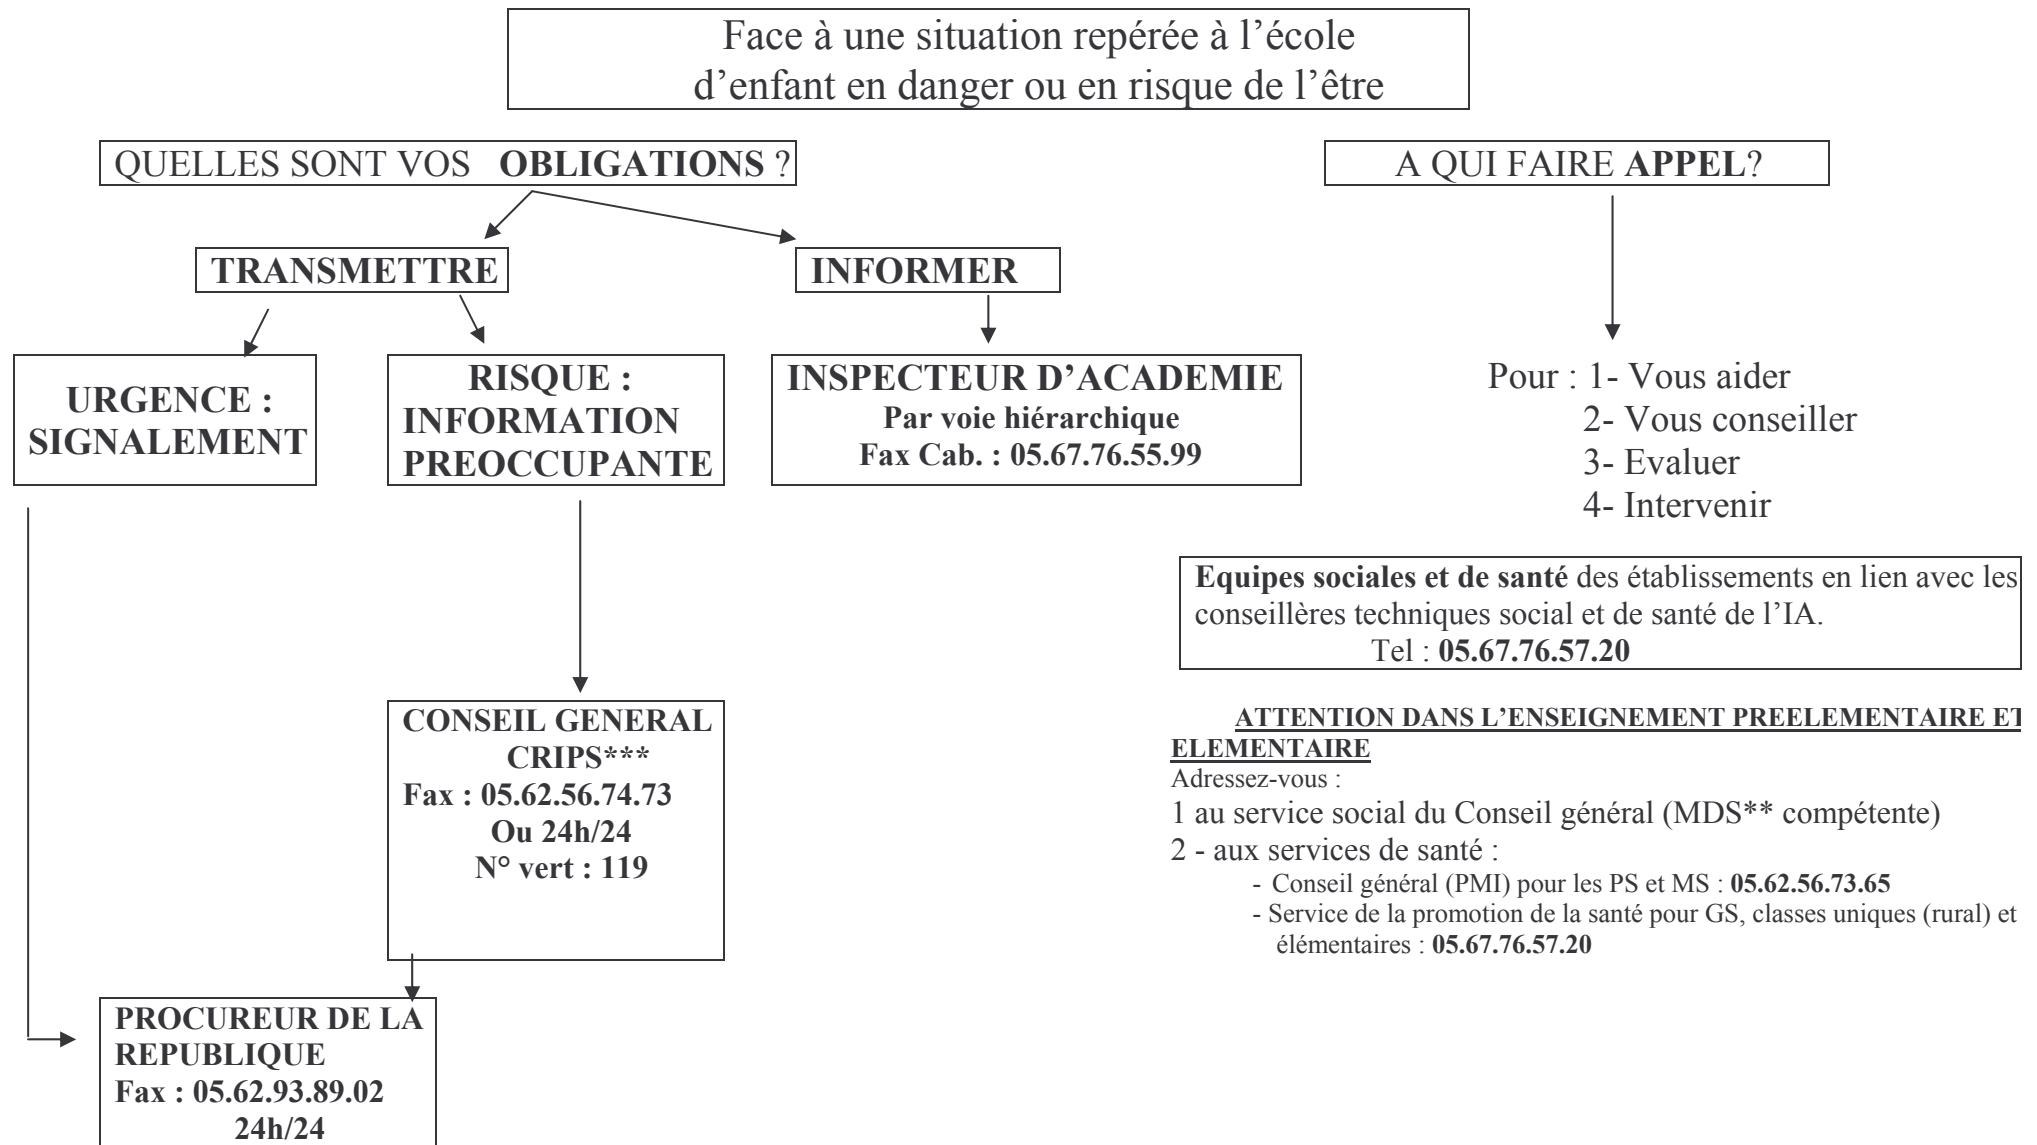 Face à une situation repérée à l’école
d’enfant en danger ou en risque de l’être
QUELLES SONT VOS OBLIGATIONS ?
A QUI FAIRE APPEL?
TRANSMETTRE
INFORMER
URGENCE :
SIGNALEMENT
RISQUE :
INFORMATION
PREOCCUPANTE
INSPECTEUR D’ACADEMIE
Par voie hiérarchique
Fax Cab. : 05.67.76.55.99
Pour : 1- Vous aider
2- Vous conseiller
3- Evaluer
4- Intervenir
Equipes sociales et de santé des établissements en lien avec les
conseillères techniques social et de santé de l’IA.
Tel : 05.67.76.57.20
CONSEIL GENERAL
CRIPS***
Fax : 05.62.56.74.73
Ou 24h/24
N° vert : 119
ATTENTION DANS L’ENSEIGNEMENT PREELEMENTAIRE ET
ELEMENTAIRE
Adressez-vous :
1 au service social du Conseil général (MDS** compétente)
2 - aux services de santé :
- Conseil général (PMI) pour les PS et MS : 05.62.56.73.65
- Service de la promotion de la santé pour GS, classes uniques (rural) et
élémentaires : 05.67.76.57.20
PROCUREUR DE LA
REPUBLIQUE
Fax : 05.62.93.89.02
24h/24